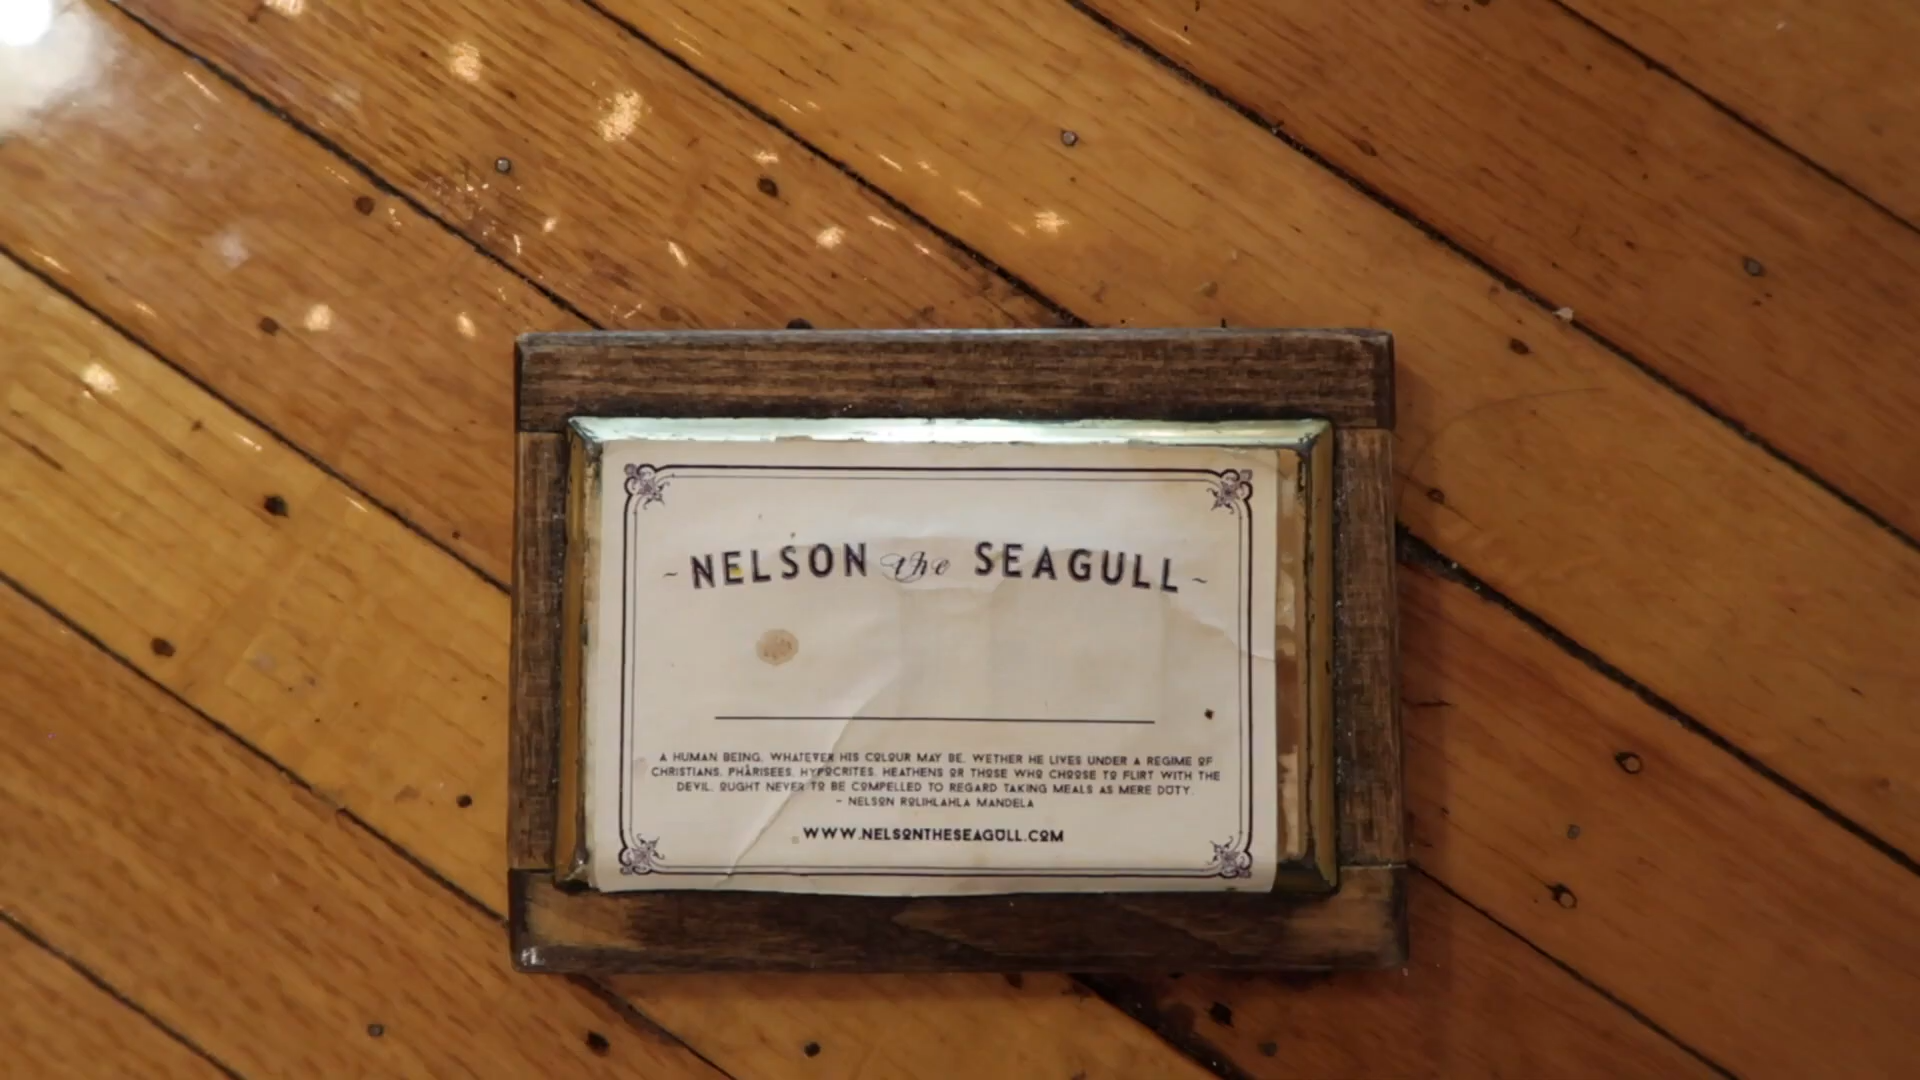 ~ NELSON the SEAGULL ~
A HUMAN BEING, WHATEVER HIS COLOUR MAY BE, WETHER HE LIVES UNDER A REGIME OF
CHRISTIANS, PHARISEES, HYPOCRITES, HEATHENS OR THOSE WHO CHOOSE TO FLIRT WITH THE
DEVIL, OUGHT NEVER TO BE COMPELLED TO REGARD TAKING MEALS AS MERE DUTY.
~ NELSON ROLIHLAHLA MANDELA
WWW.NELSONTHESEAGULL.COM